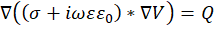 ∇((σ + iωεε₀) * ∇V) = Q